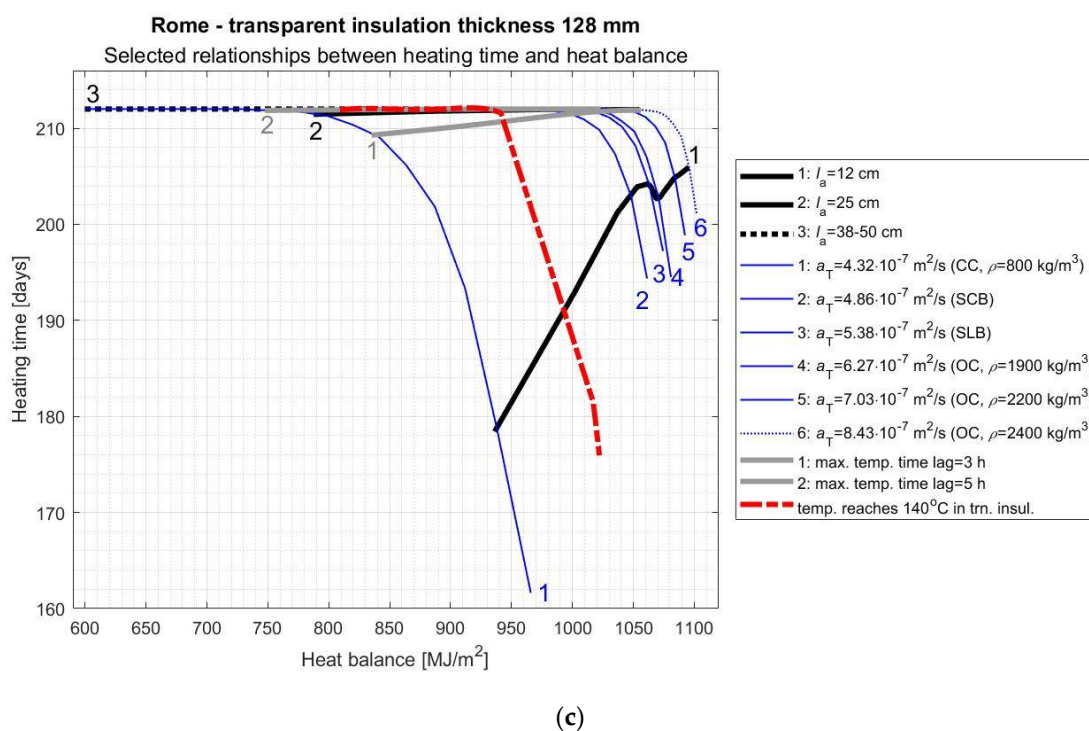 Rome - transparent insulation thickness 128 mm
Selected relationships between heating time and heat balance
Heating time [days]
210
200
190
180
170
160
600 650 700 750 800 850 900 950 1000 1050 1100
Heat balance [MJ/m²]
3
2
2
1
1
6
5
4
3
2
1
1: lₐ=12 cm
2: lₐ=25 cm
3: lₐ=38-50 cm
1: a_T=4.32·10⁻⁷ m²/s (CC, ρ=800 kg/m³)
2: a_T=4.86·10⁻⁷ m²/s (SCB)
3: a_T=5.38·10⁻⁷ m²/s (SLB)
4: a_T=6.27·10⁻⁷ m²/s (OC, ρ=1900 kg/m³
5: a_T=7.03·10⁻⁷ m²/s (OC, ρ=2200 kg/m³
6: a_T=8.43·10⁻⁷ m²/s (OC, ρ=2400 kg/m³
1: max. temp. time lag=3 h
2: max. temp. time lag=5 h
temp. reaches 140°C in trn. insul.
(c)